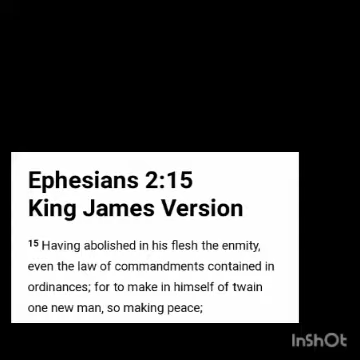 Ephesians 2:15
King James Version
15 Having abolished in his flesh the enmity,
even the law of commandments contained in
ordinances; for to make in himself of twain
one new man, so making peace;
InShOt